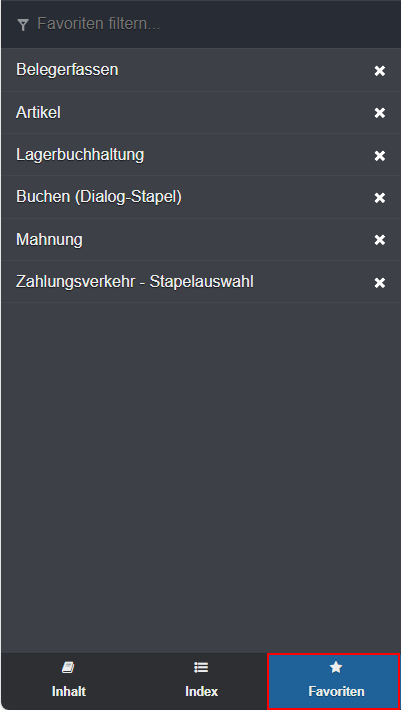 Favoriten filtern...
Belegerfassen
Artikel
Lagerbuchhaltung
Buchen (Dialog-Stapel)
Mahnung
Zahlungsverkehr - Stapelauswahl
Inhalt
Index
Favoriten